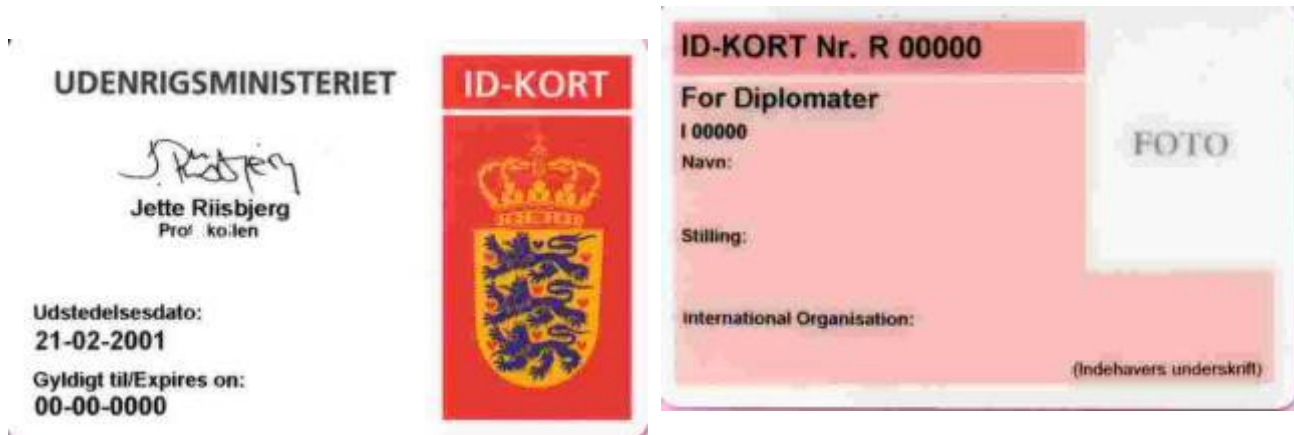 UDENRIGSMINISTERIET
Jette Riisbjerg
Udstedelsesdato:
21-02-2001
Gyldigt til/Expires on:
00-00-0000
ID-KORT
ID-KORT Nr. R 00000
For Diplomater
I 00000
Navn:
Stilling:
International Organisation:
(Indehavers underskrift)
FOTO